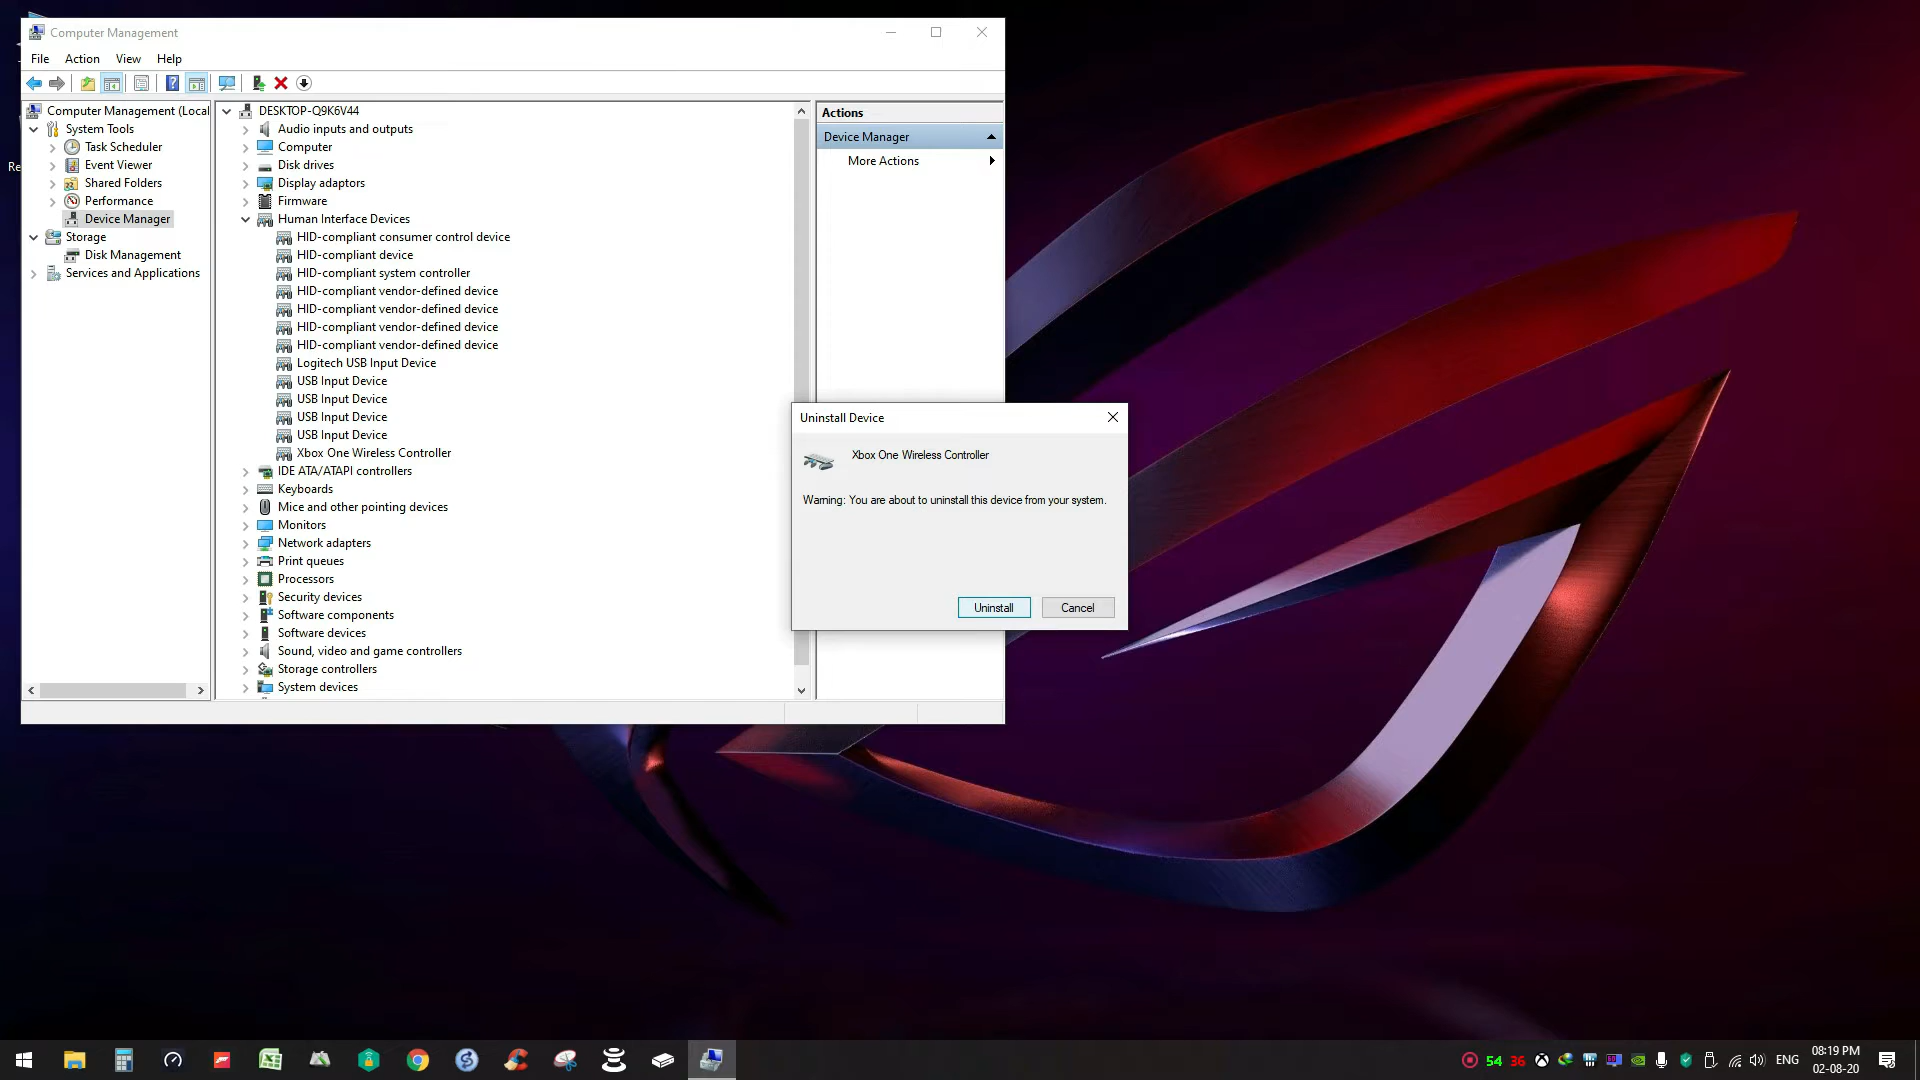 Computer Management
File Action View Help
Computer Management (Local
System Tools
Task Scheduler
Event Viewer
Shared Folders
Performance
Device Manager
Storage
Disk Management
Services and Applications
DESKTOP-Q9K6V44
Audio inputs and outputs
Computer
Disk drives
Display adaptors
Firmware
Human Interface Devices
HID-compliant consumer control device
HID-compliant device
HID-compliant system controller
HID-compliant vendor-defined device
HID-compliant vendor-defined device
HID-compliant vendor-defined device
HID-compliant vendor-defined device
Logitech USB Input Device
USB Input Device
USB Input Device
USB Input Device
USB Input Device
Xbox One Wireless Controller
IDE ATA/ATAPI controllers
Keyboards
Mice and other pointing devices
Monitors
Network adapters
Print queues
Processors
Security devices
Software components
Software devices
Sound, video and game controllers
Storage controllers
System devices
Actions
Device Manager
More Actions
Uninstall Device
Xbox One Wireless Controller
Warning: You are about to uninstall this device from your system.
Uninstall Cancel
Re
54 36 ENG 08:19 PM
02-08-20